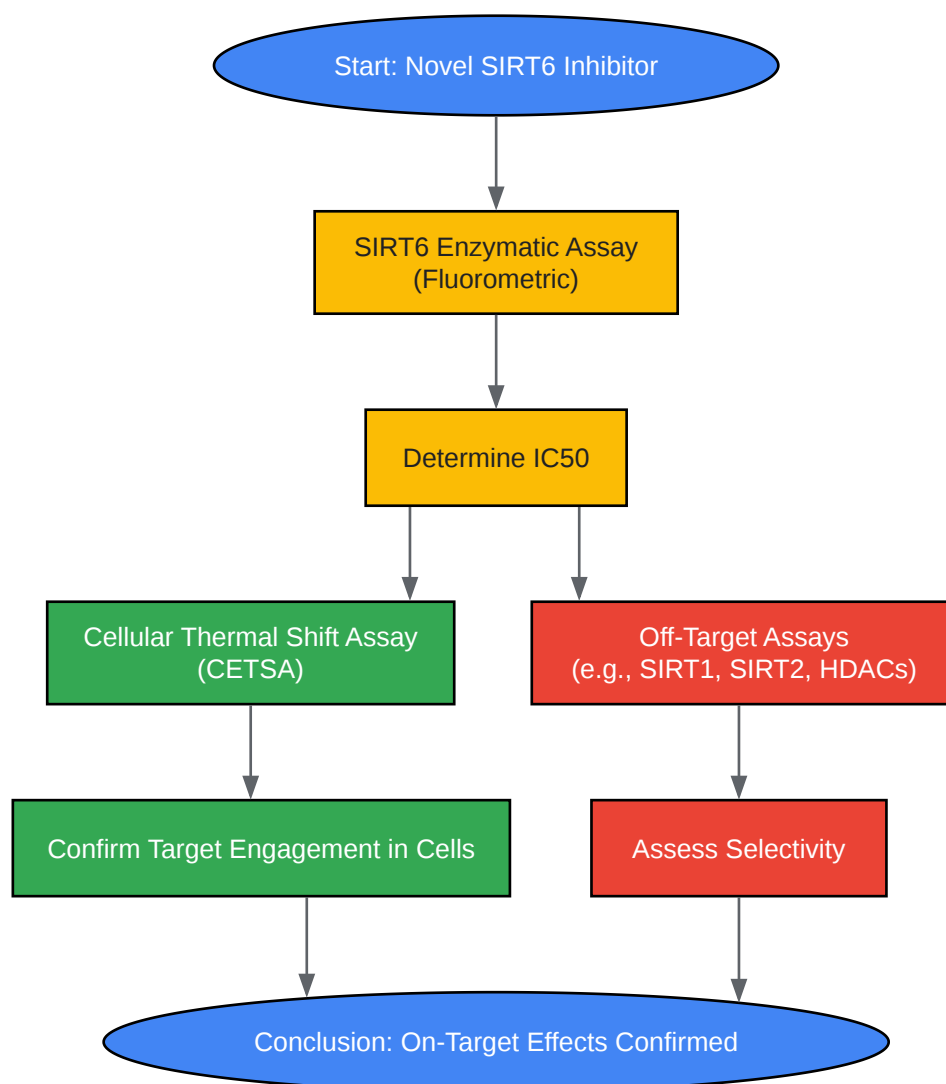 Start: Novel SIRT6 Inhibitor
SIRT6 Enzymatic Assay
(Fluorometric)
Determine IC50
Cellular Thermal Shift Assay
(CETSA)
Off-Target Assays
(e.g., SIRT1, SIRT2, HDACs)
Confirm Target Engagement in Cells
Assess Selectivity
Conclusion: On-Target Effects Confirmed